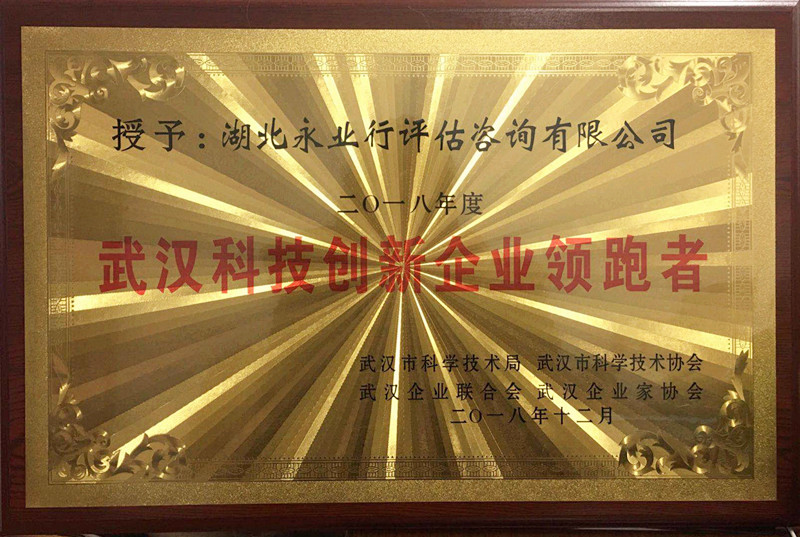 授予：湖北永业行评估咨询有限公司
二〇一八年度
武汉科技创新企业领跑者
武汉市科学技术局 武汉市科学技术协会
武汉企业联合会 武汉企业家协会
二〇一八年十二月